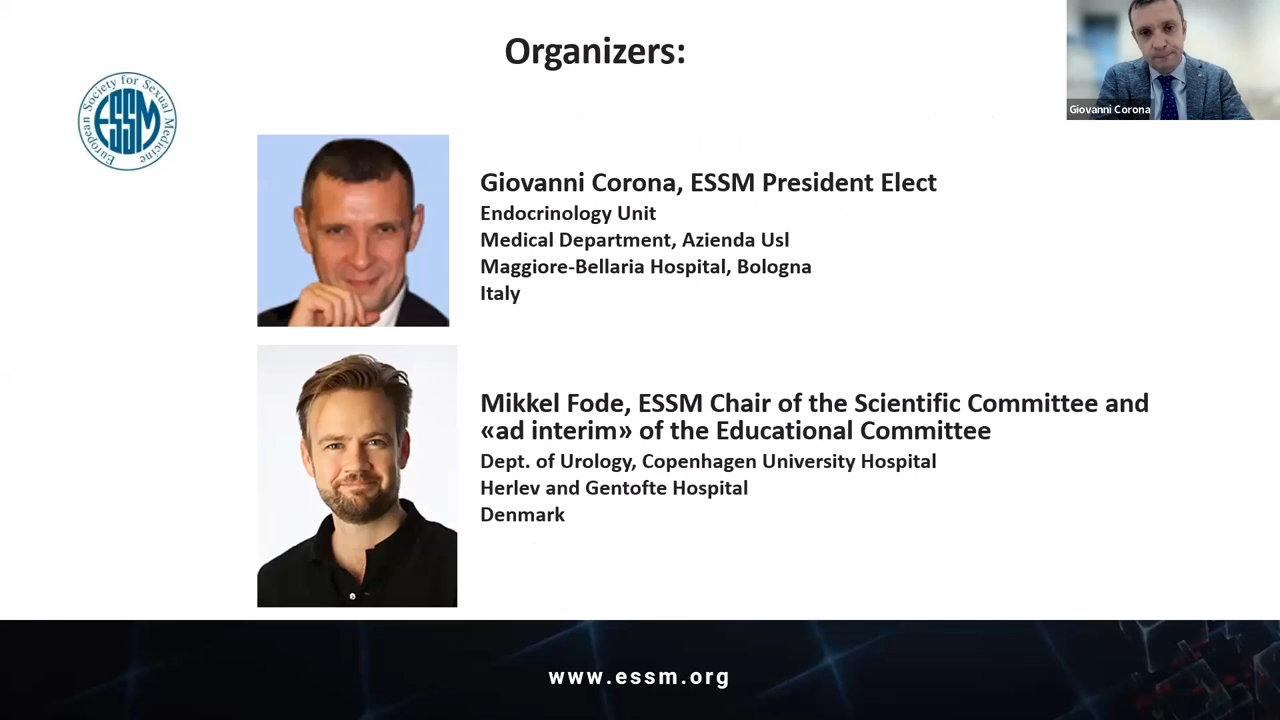 Organizers:
European Society for Sexual Medicine
ESSM
Giovanni Corona
Giovanni Corona, ESSM President Elect
Endocrinology Unit
Medical Department, Azienda Usl
Maggiore-Bellaria Hospital, Bologna
Italy
Mikkel Fode, ESSM Chair of the Scientific Committee and
«ad interim» of the Educational Committee
Dept. of Urology, Copenhagen University Hospital
Herlev and Gentofte Hospital
Denmark
www.essm.org